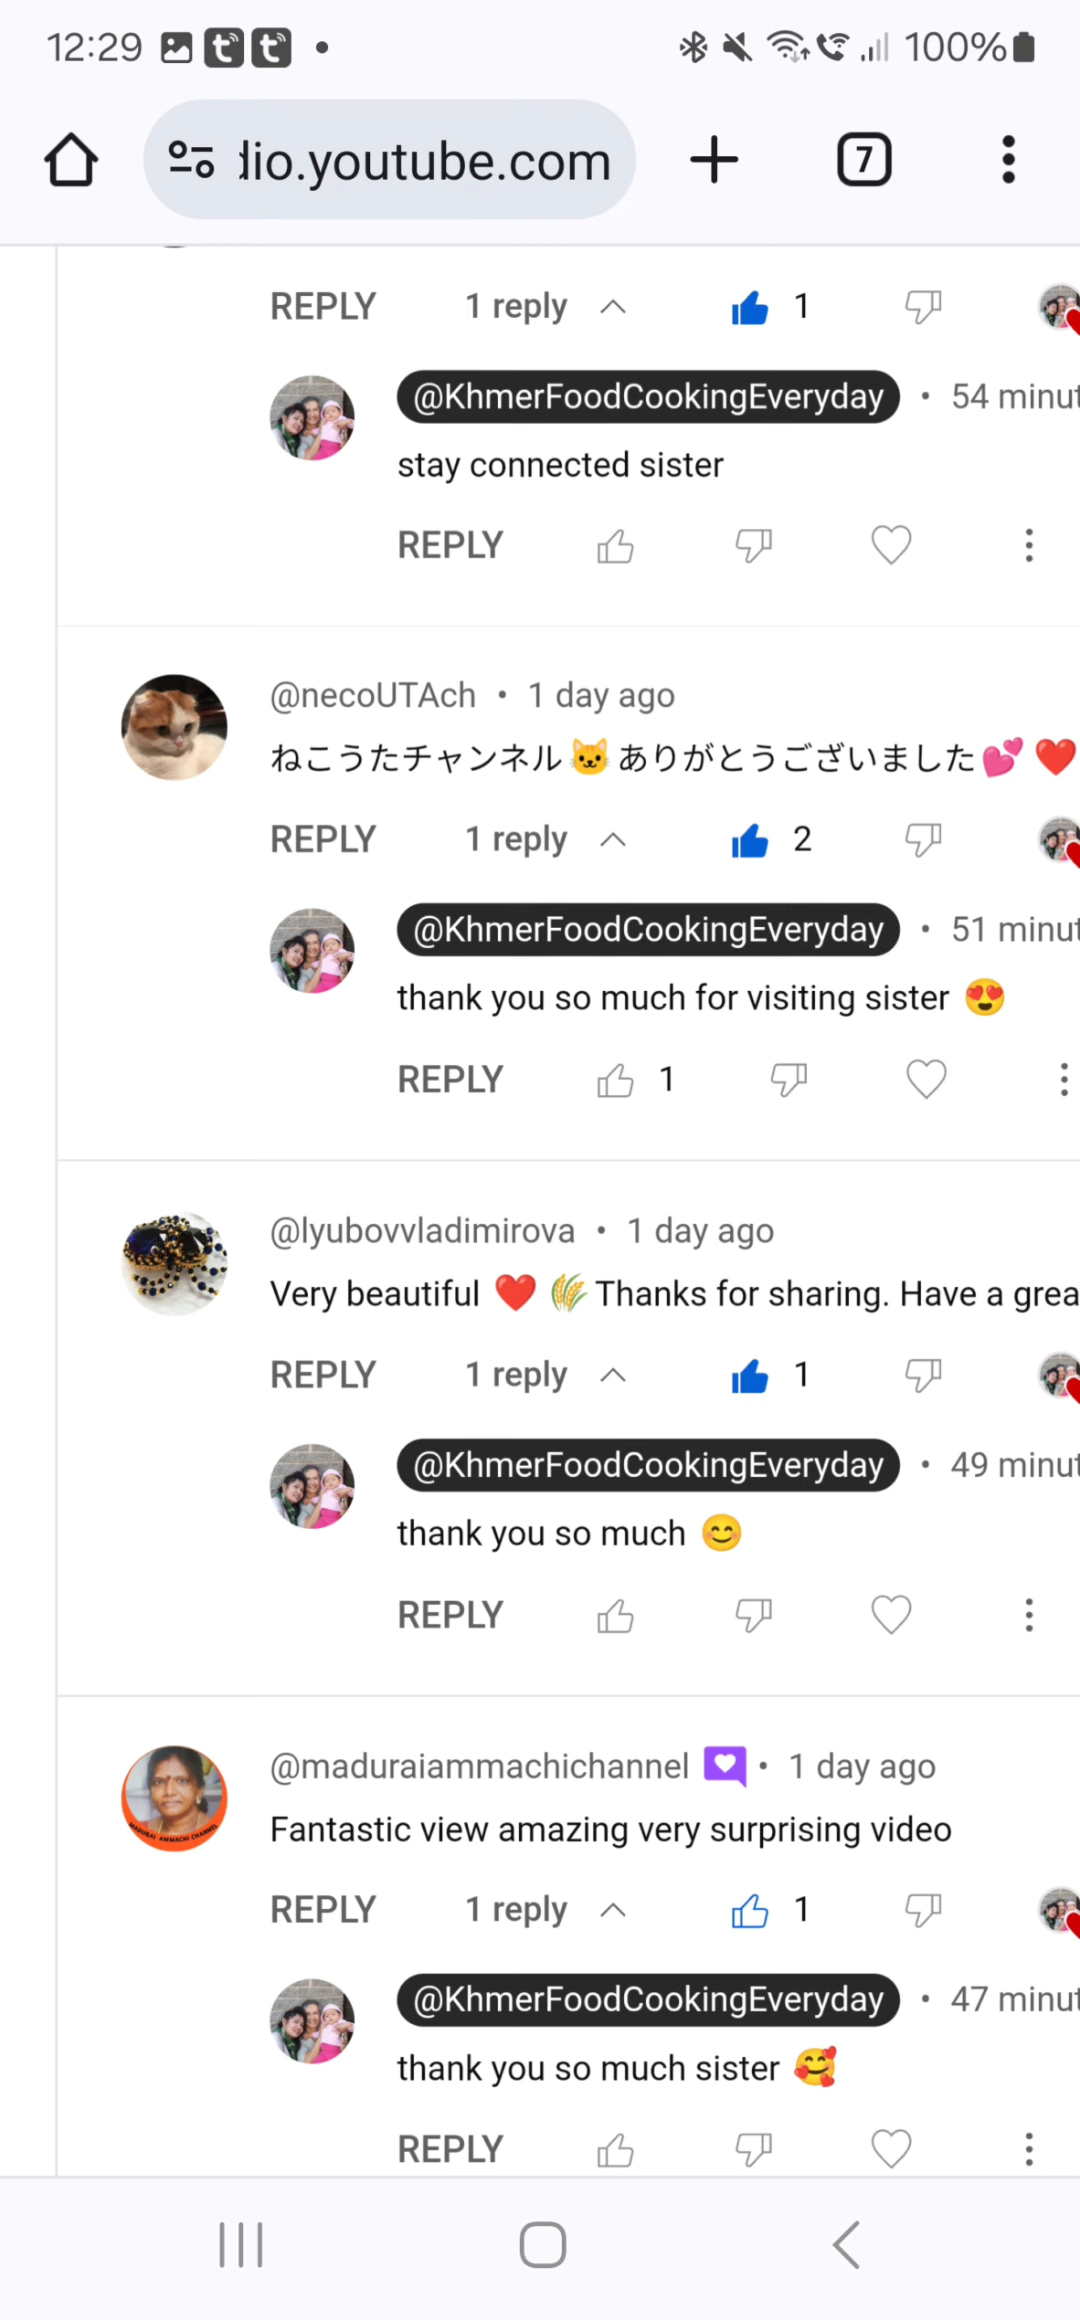 12:29 100%
lio.youtube.com 7
REPLY 1 reply 1
@KhmerFoodCookingEveryday • 54 minut
stay connected sister
REPLY
@necoUTAch • 1 day ago
ねこうたチャンネル🐱ありがとうございました💕❤️
REPLY 1 reply 2
@KhmerFoodCookingEveryday • 51 minut
thank you so much for visiting sister 😍
REPLY 1
@lyubovvladimirova • 1 day ago
Very beautiful ❤️ 🌾 Thanks for sharing. Have a grea
REPLY 1 reply 1
@KhmerFoodCookingEveryday • 49 minut
thank you so much 😊
REPLY
@maduraiammachichannel • 1 day ago
Fantastic view amazing very surprising video
MADURAI AMMACHI CHANNEL
REPLY 1 reply 1
@KhmerFoodCookingEveryday • 47 minut
thank you so much sister 🥰
REPLY